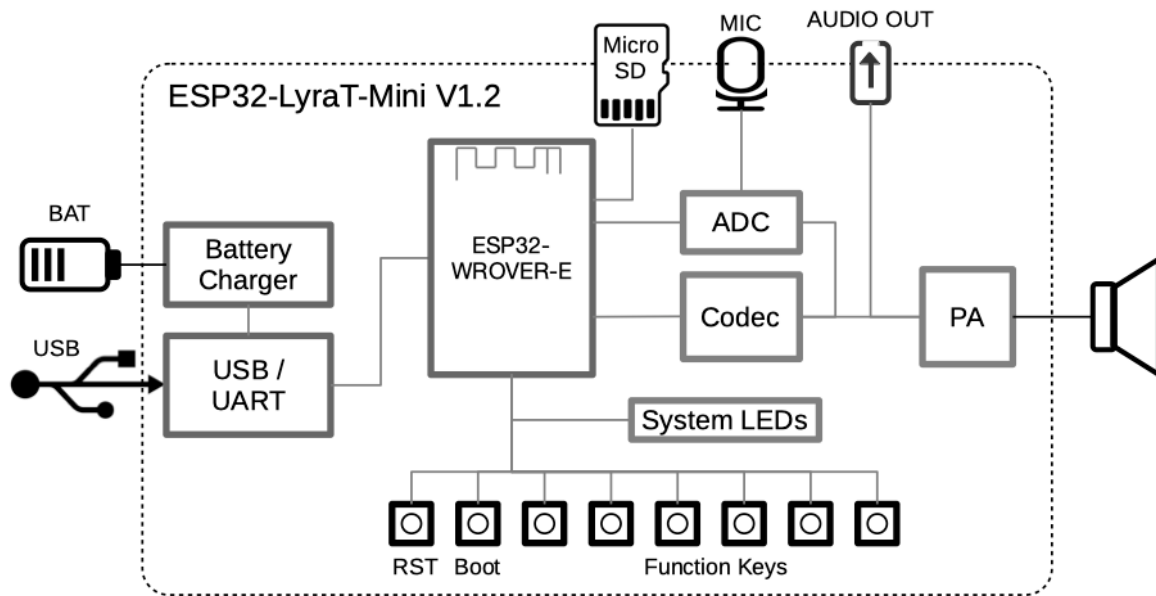 MIC
AUDIO OUT
Micro
SD
ESP32-LyraT-Mini V1.2
BAT
Battery
Charger
ESP32-
WROVER-E
ADC
USB
USB /
UART
Codec
PA
System LEDs
RST
Boot
Function Keys